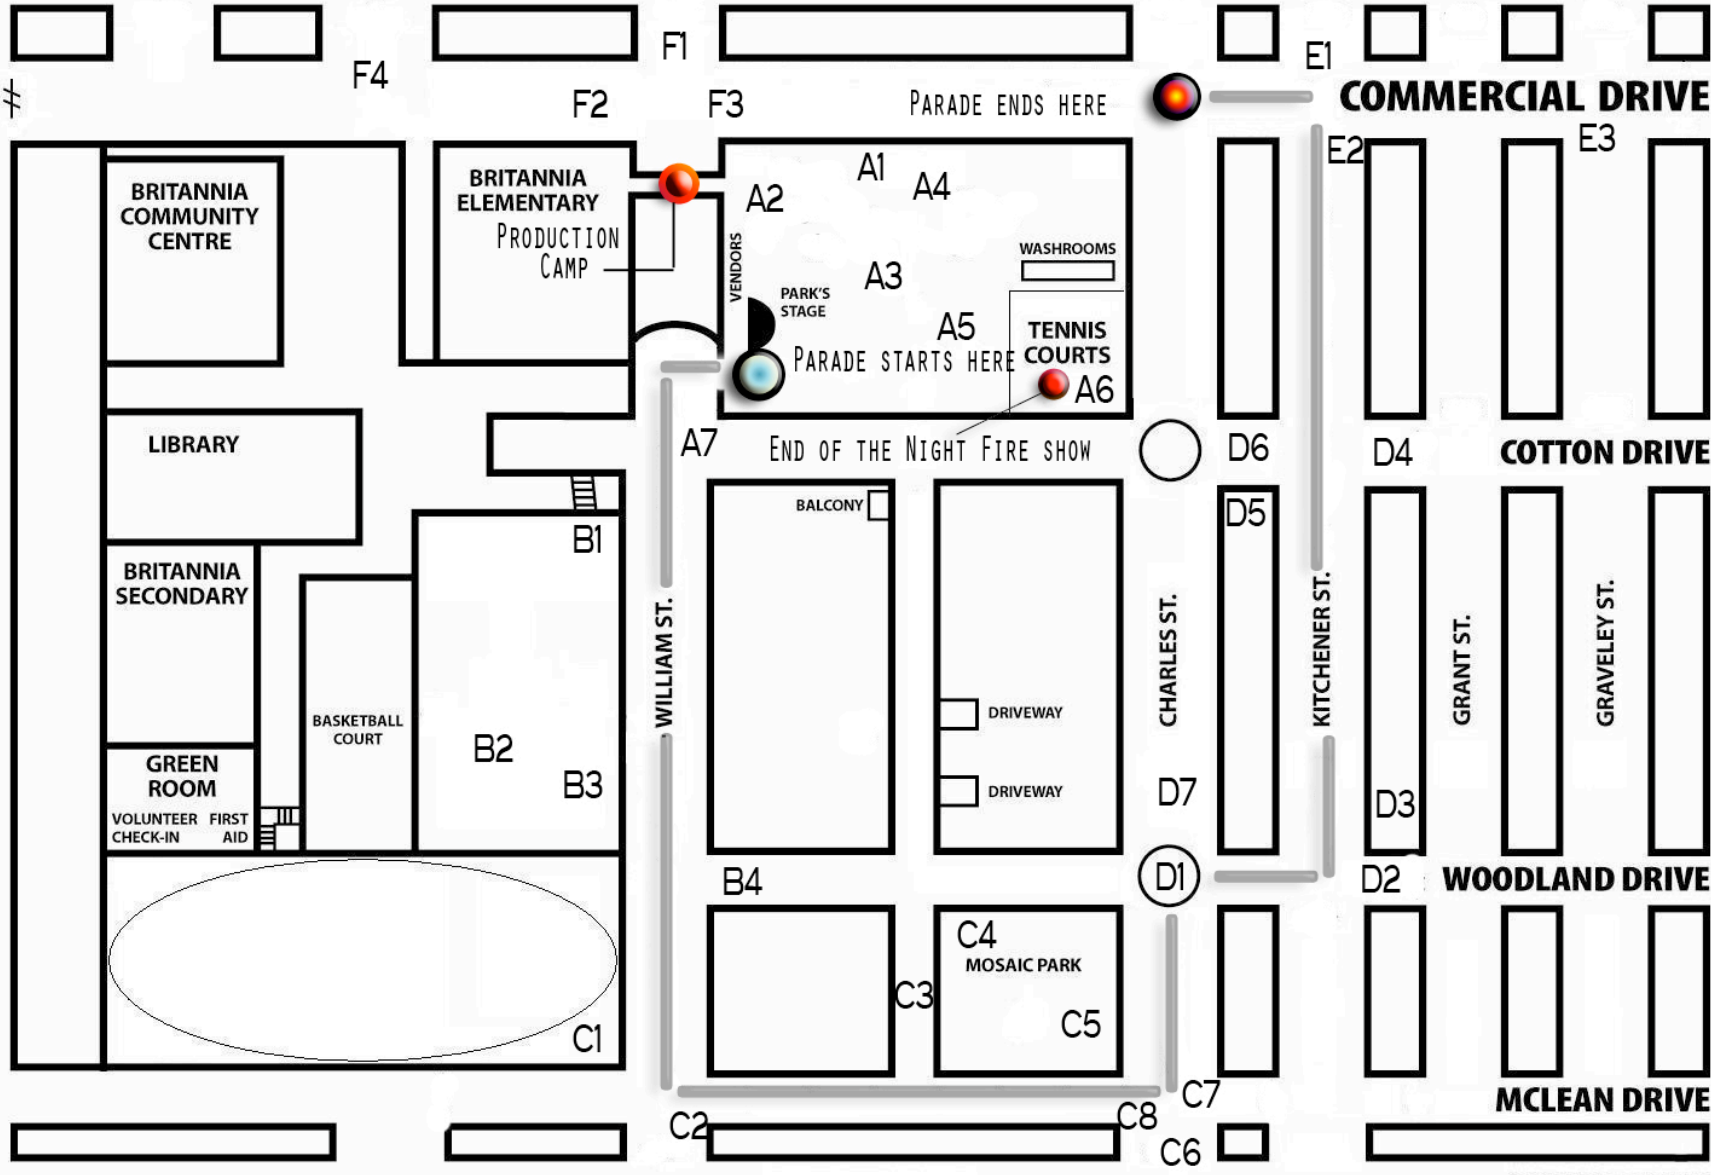 F1
E1
F4
F2
F3
PARADE ENDS HERE
COMMERCIAL DRIVE
E2
E3
BRITANNIA
COMMUNITY
CENTRE
BRITANNIA
ELEMENTARY
PRODUCTION
CAMP
A1
A2
A4
VENDORS
WASHROOMS
A3
PARK'S
STAGE
A5
TENNIS
COURTS
PARADE STARTS HERE
A6
LIBRARY
A7
END OF THE NIGHT FIRE SHOW
D6
D4
COTTON DRIVE
BALCONY
D5
B1
BRITANNIA
SECONDARY
WILLIAM ST.
CHARLES ST.
KITCHENER ST.
GRANT ST.
GRAVELEY ST.
BASKETBALL
COURT
B2
B3
DRIVEWAY
DRIVEWAY
D7
D3
GREEN
ROOM
VOLUNTEER
CHECK-IN
FIRST
AID
B4
D1
D2
WOODLAND DRIVE
C4
MOSAIC PARK
C3
C5
C1
C7
MCLEAN DRIVE
C2
C8
C6